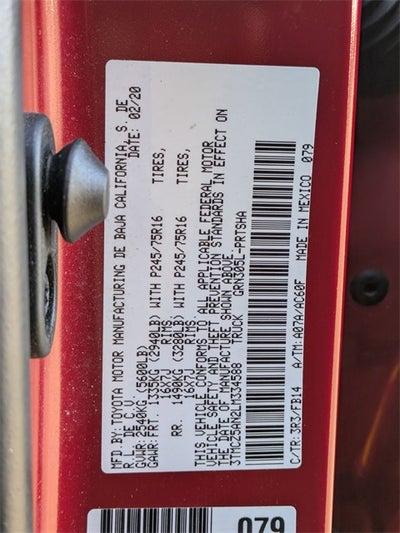 MFD.BY:TOYOTA MOTOR MANUFACTURING DE BAJA CALIFORNIA, S. DE
R.L. DE C.V. DATE: 02/20
GVWR: 2540KG (5600LB)
GAWR:FRT. 1335KG (2940LB) WITH P245/75R16 TIRES,
16X7J RIMS
RR. 1490KG (3280LB) WITH P245/75R16 TIRES,
16X7J RIMS
THIS VEHICLE CONFORMS TO ALL APPLICABLE FEDERAL MOTOR
VEHICLE SAFETY AND THEFT PREVENTION STANDARDS IN EFFECT ON
THE DATE OF MANUFACTURE SHOWN ABOVE.
3TMCZ5AN2LM334588 TRUCK GRN305L-PRTSHA
C/TR: 3R3/FB14 A/TM: A07A/AC60F MADE IN MEXICO 079
079